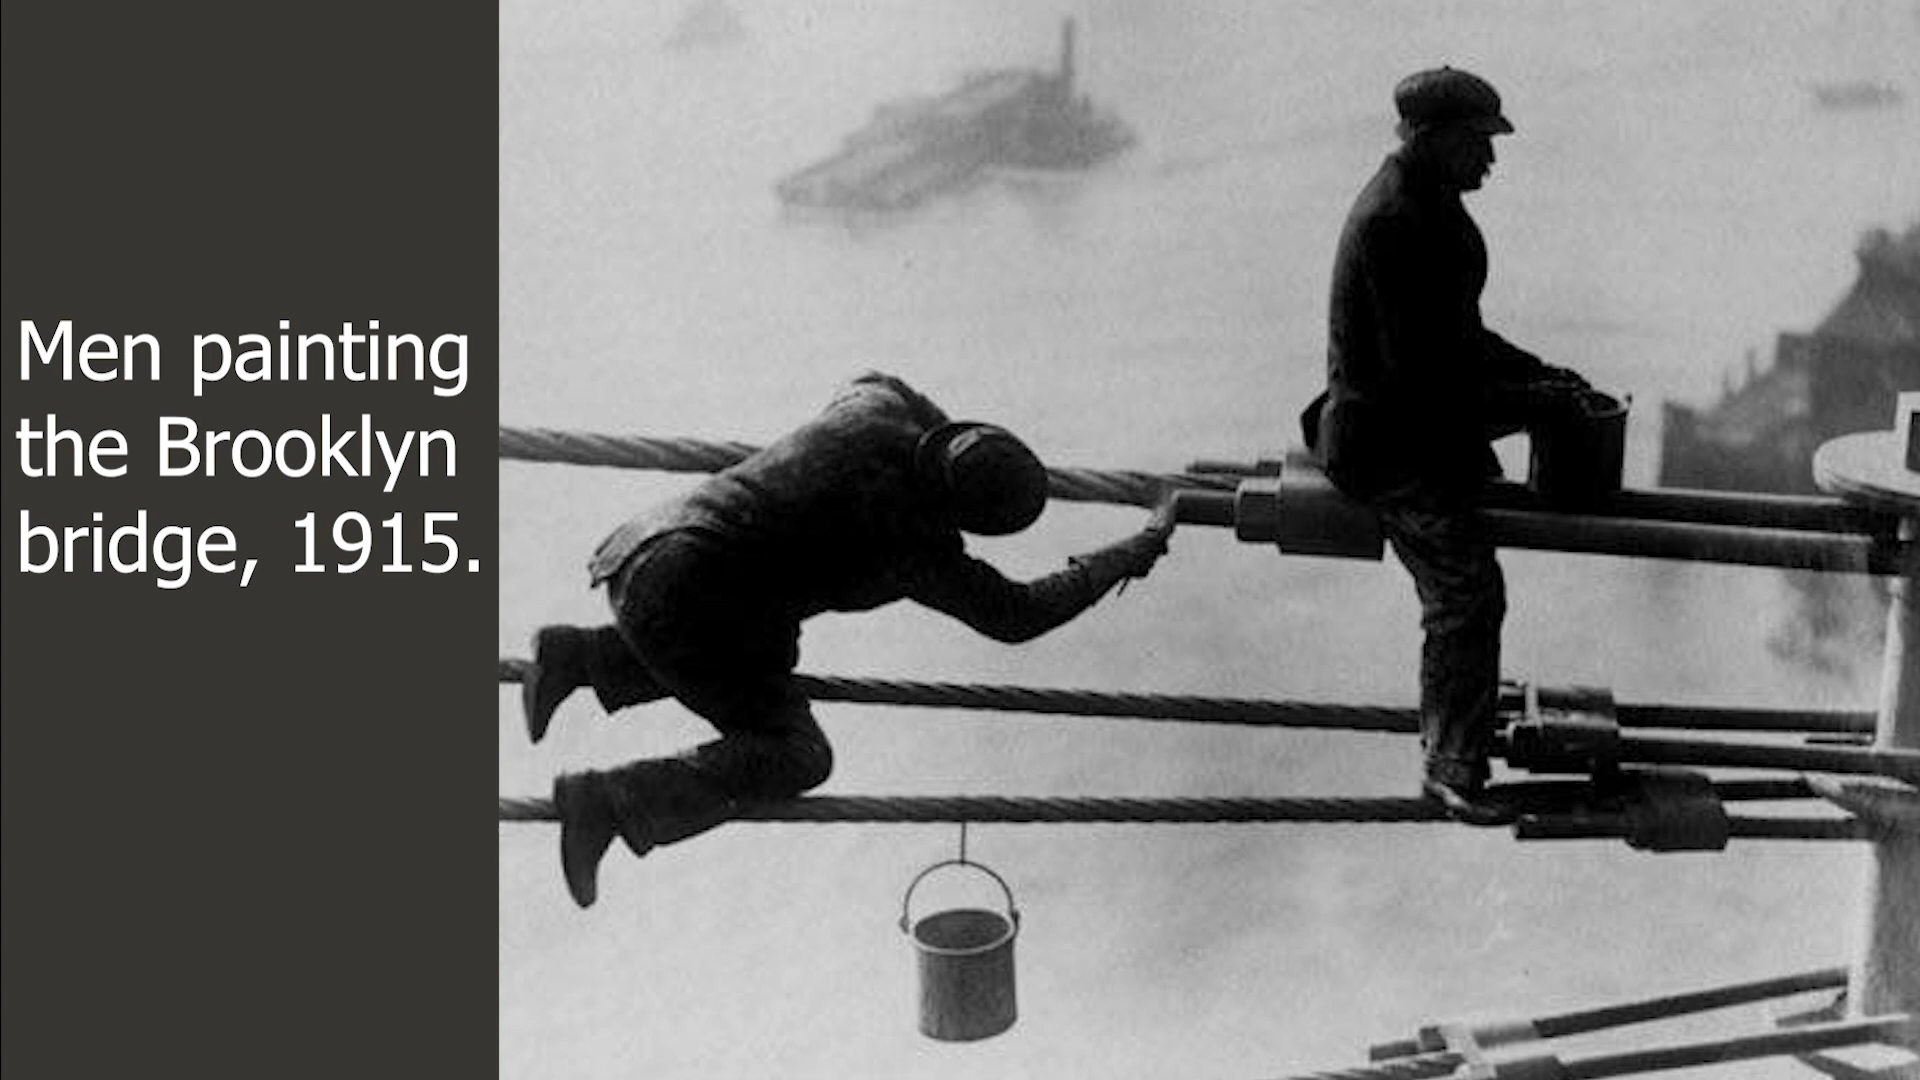 Men painting
the Brooklyn
bridge, 1915.